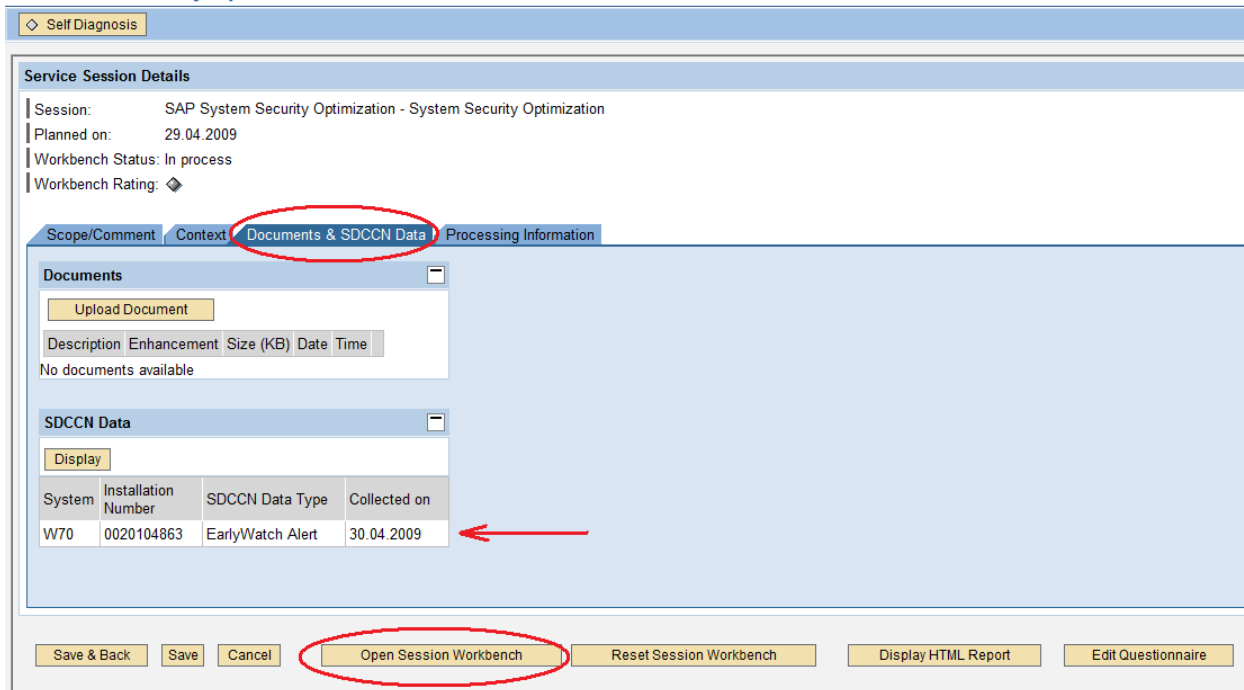 Self Diagnosis
Service Session Details
Session: SAP System Security Optimization - System Security Optimization
Planned on: 29.04.2009
Workbench Status: In process
Workbench Rating:
Scope/Comment Context Documents & SDCCN Data Processing Information
Documents
Upload Document
Description Enhancement Size (KB) Date Time
No documents available
SDCCN Data
Display
System Installation Number SDCCN Data Type Collected on
W70 0020104863 EarlyWatch Alert 30.04.2009
Save & Back Save Cancel Open Session Workbench Reset Session Workbench Display HTML Report Edit Questionnaire